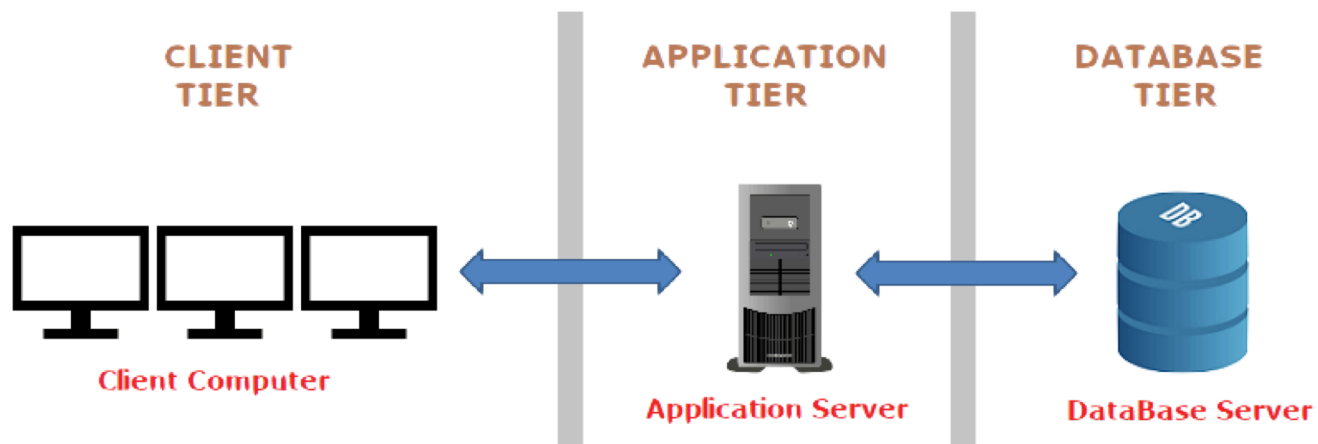 CLIENT
TIER
APPLICATION
TIER
DATABASE
TIER
DB
Client Computer
Application Server
DataBase Server